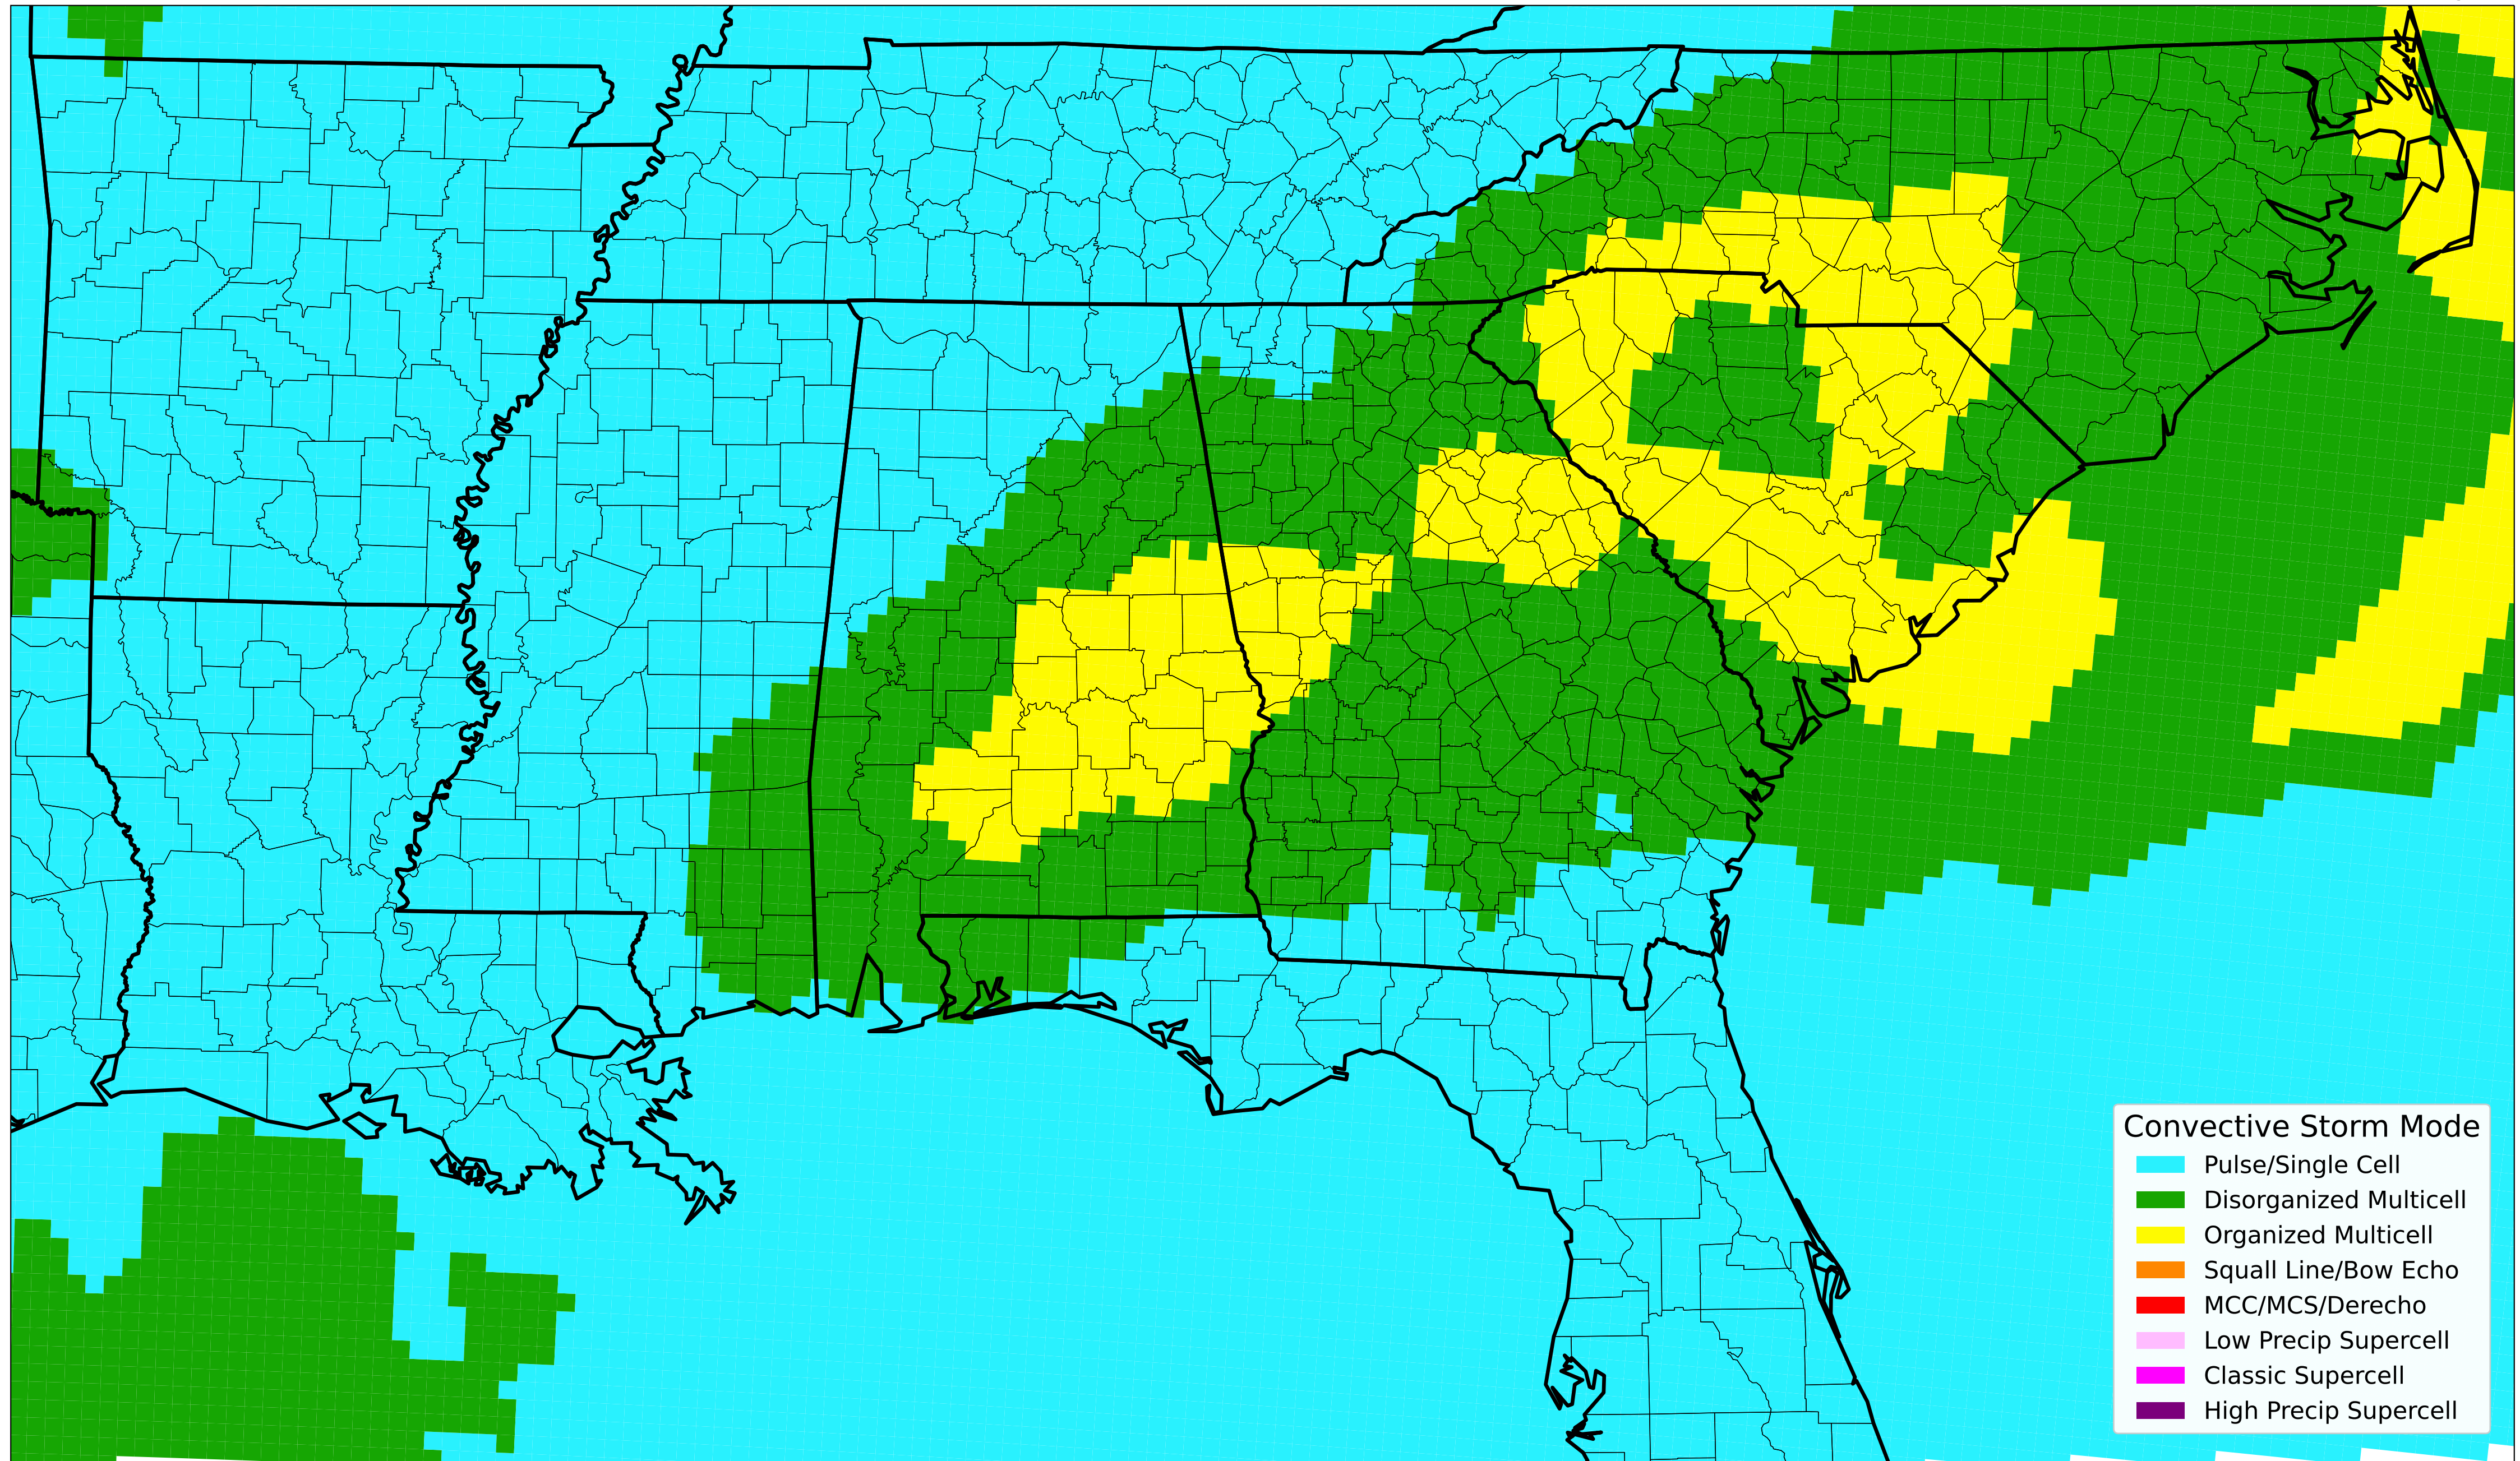 Convective Storm Mode
Pulse/Single Cell
Disorganized Multicell
Organized Multicell
Squall Line/Bow Echo
MCC/MCS/Derecho
Low Precip Supercell
Classic Supercell
High Precip Supercell